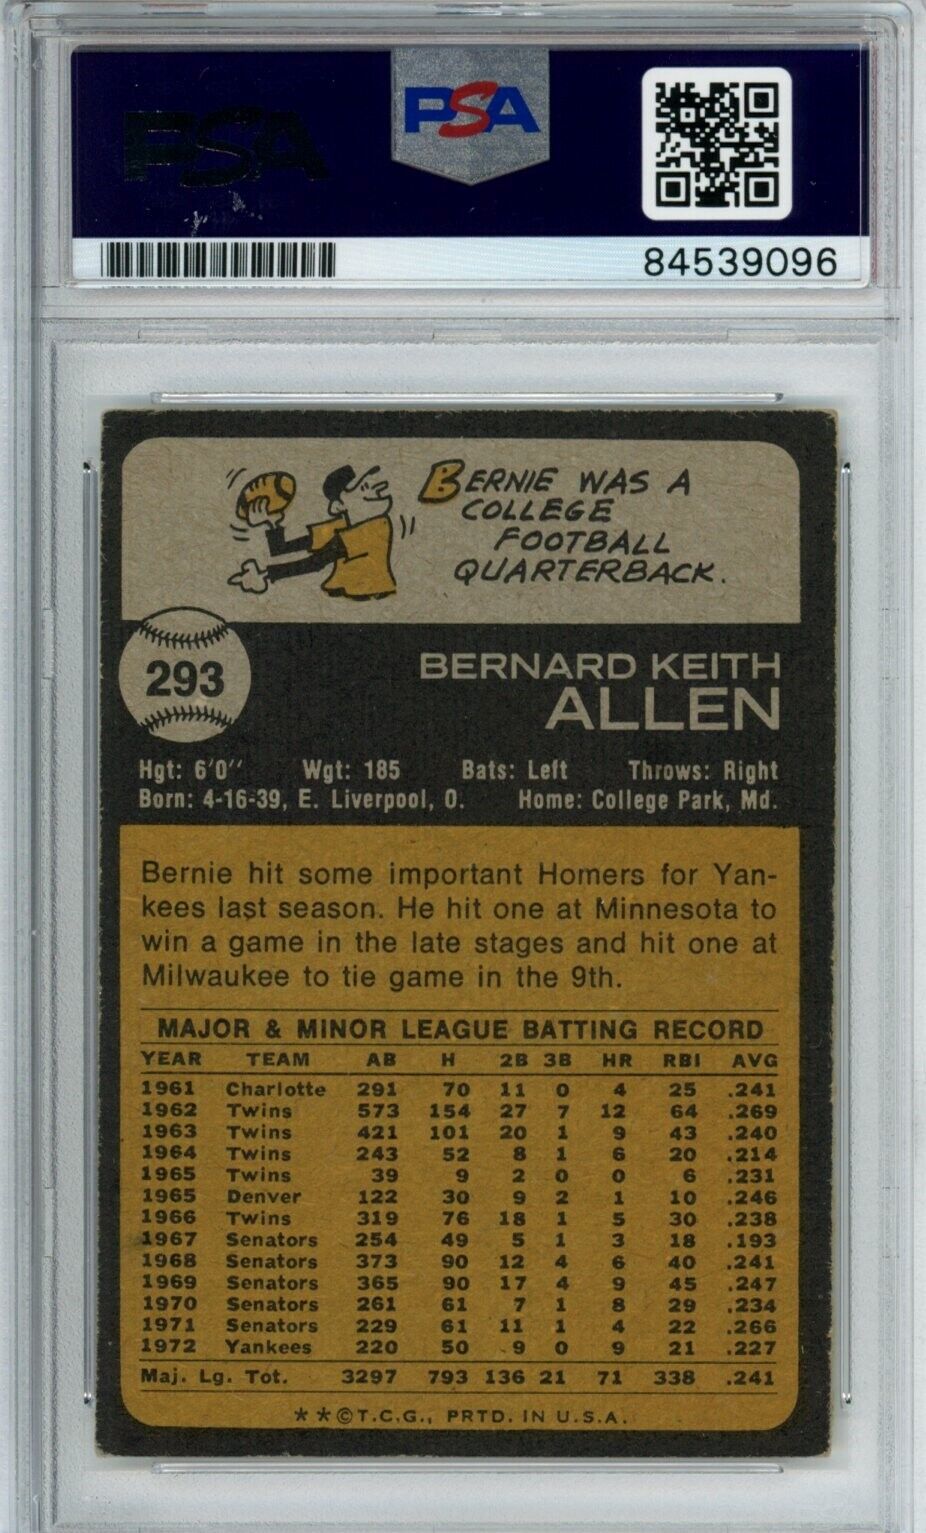 PSA
PSA
84539096
BERNIE WAS A
COLLEGE
FOOTBALL
QUARTERBACK.
293
BERNARD KEITH
ALLEN
Hgt: 6'0'' Wgt: 185 Bats: Left Throws: Right
Born: 4-16-39, E. Liverpool, O. Home: College Park, Md.
Bernie hit some important Homers for Yan-
kees last season. He hit one at Minnesota to
win a game in the late stages and hit one at
Milwaukee to tie game in the 9th.
MAJOR & MINOR LEAGUE BATTING RECORD
YEAR TEAM AB H 2B 3B HR RBI AVG
1961 Charlotte 291 70 11 0 4 25 .241
1962 Twins 573 154 27 7 12 64 .269
1963 Twins 421 101 20 1 9 43 .240
1964 Twins 243 52 8 1 6 20 .214
1965 Twins 39 9 2 0 0 6 .231
1965 Denver 122 30 9 2 1 10 .246
1966 Twins 319 76 18 1 5 30 .238
1967 Senators 254 49 5 1 3 18 .193
1968 Senators 373 90 12 4 6 40 .241
1969 Senators 365 90 17 4 9 45 .247
1970 Senators 261 61 7 1 8 29 .234
1971 Senators 229 61 11 1 4 22 .266
1972 Yankees 220 50 9 0 9 21 .227
Maj. Lg. Tot. 3297 793 136 21 71 338 .241
**©T.C.G., PRTD. IN U.S.A.